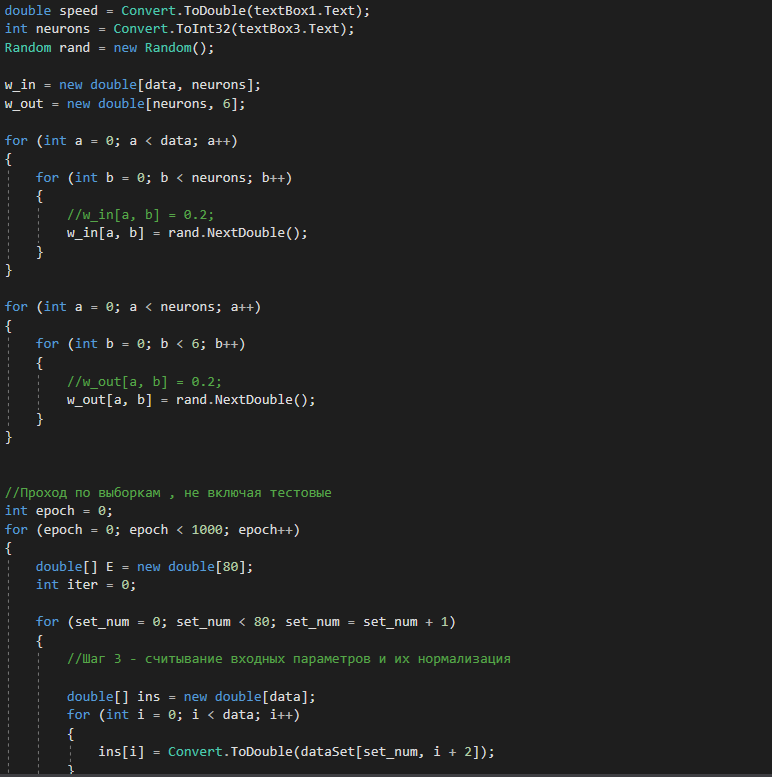 double speed = Convert.ToDouble(textBox1.Text);
int neurons = Convert.ToInt32(textBox3.Text);
Random rand = new Random();
w_in = new double[data, neurons];
w_out = new double[neurons, 6];
for (int a = 0; a < data; a++)
{
for (int b = 0; b < neurons; b++)
{
//w_in[a, b] = 0.2;
w_in[a, b] = rand.NextDouble();
}
}
for (int a = 0; a < neurons; a++)
{
for (int b = 0; b < 6; b++)
{
//w_out[a, b] = 0.2;
w_out[a, b] = rand.NextDouble();
}
}
//Проход по выборкам , не включая тестовые
int epoch = 0;
for (epoch = 0; epoch < 1000; epoch++)
{
double[] E = new double[80];
int iter = 0;
for (set_num = 0; set_num < 80; set_num = set_num + 1)
{
//Шаг 3 - считывание входных параметров и их нормализация
double[] ins = new double[data];
for (int i = 0; i < data; i++)
{
ins[i] = Convert.ToDouble(dataSet[set_num, i + 2]);
}